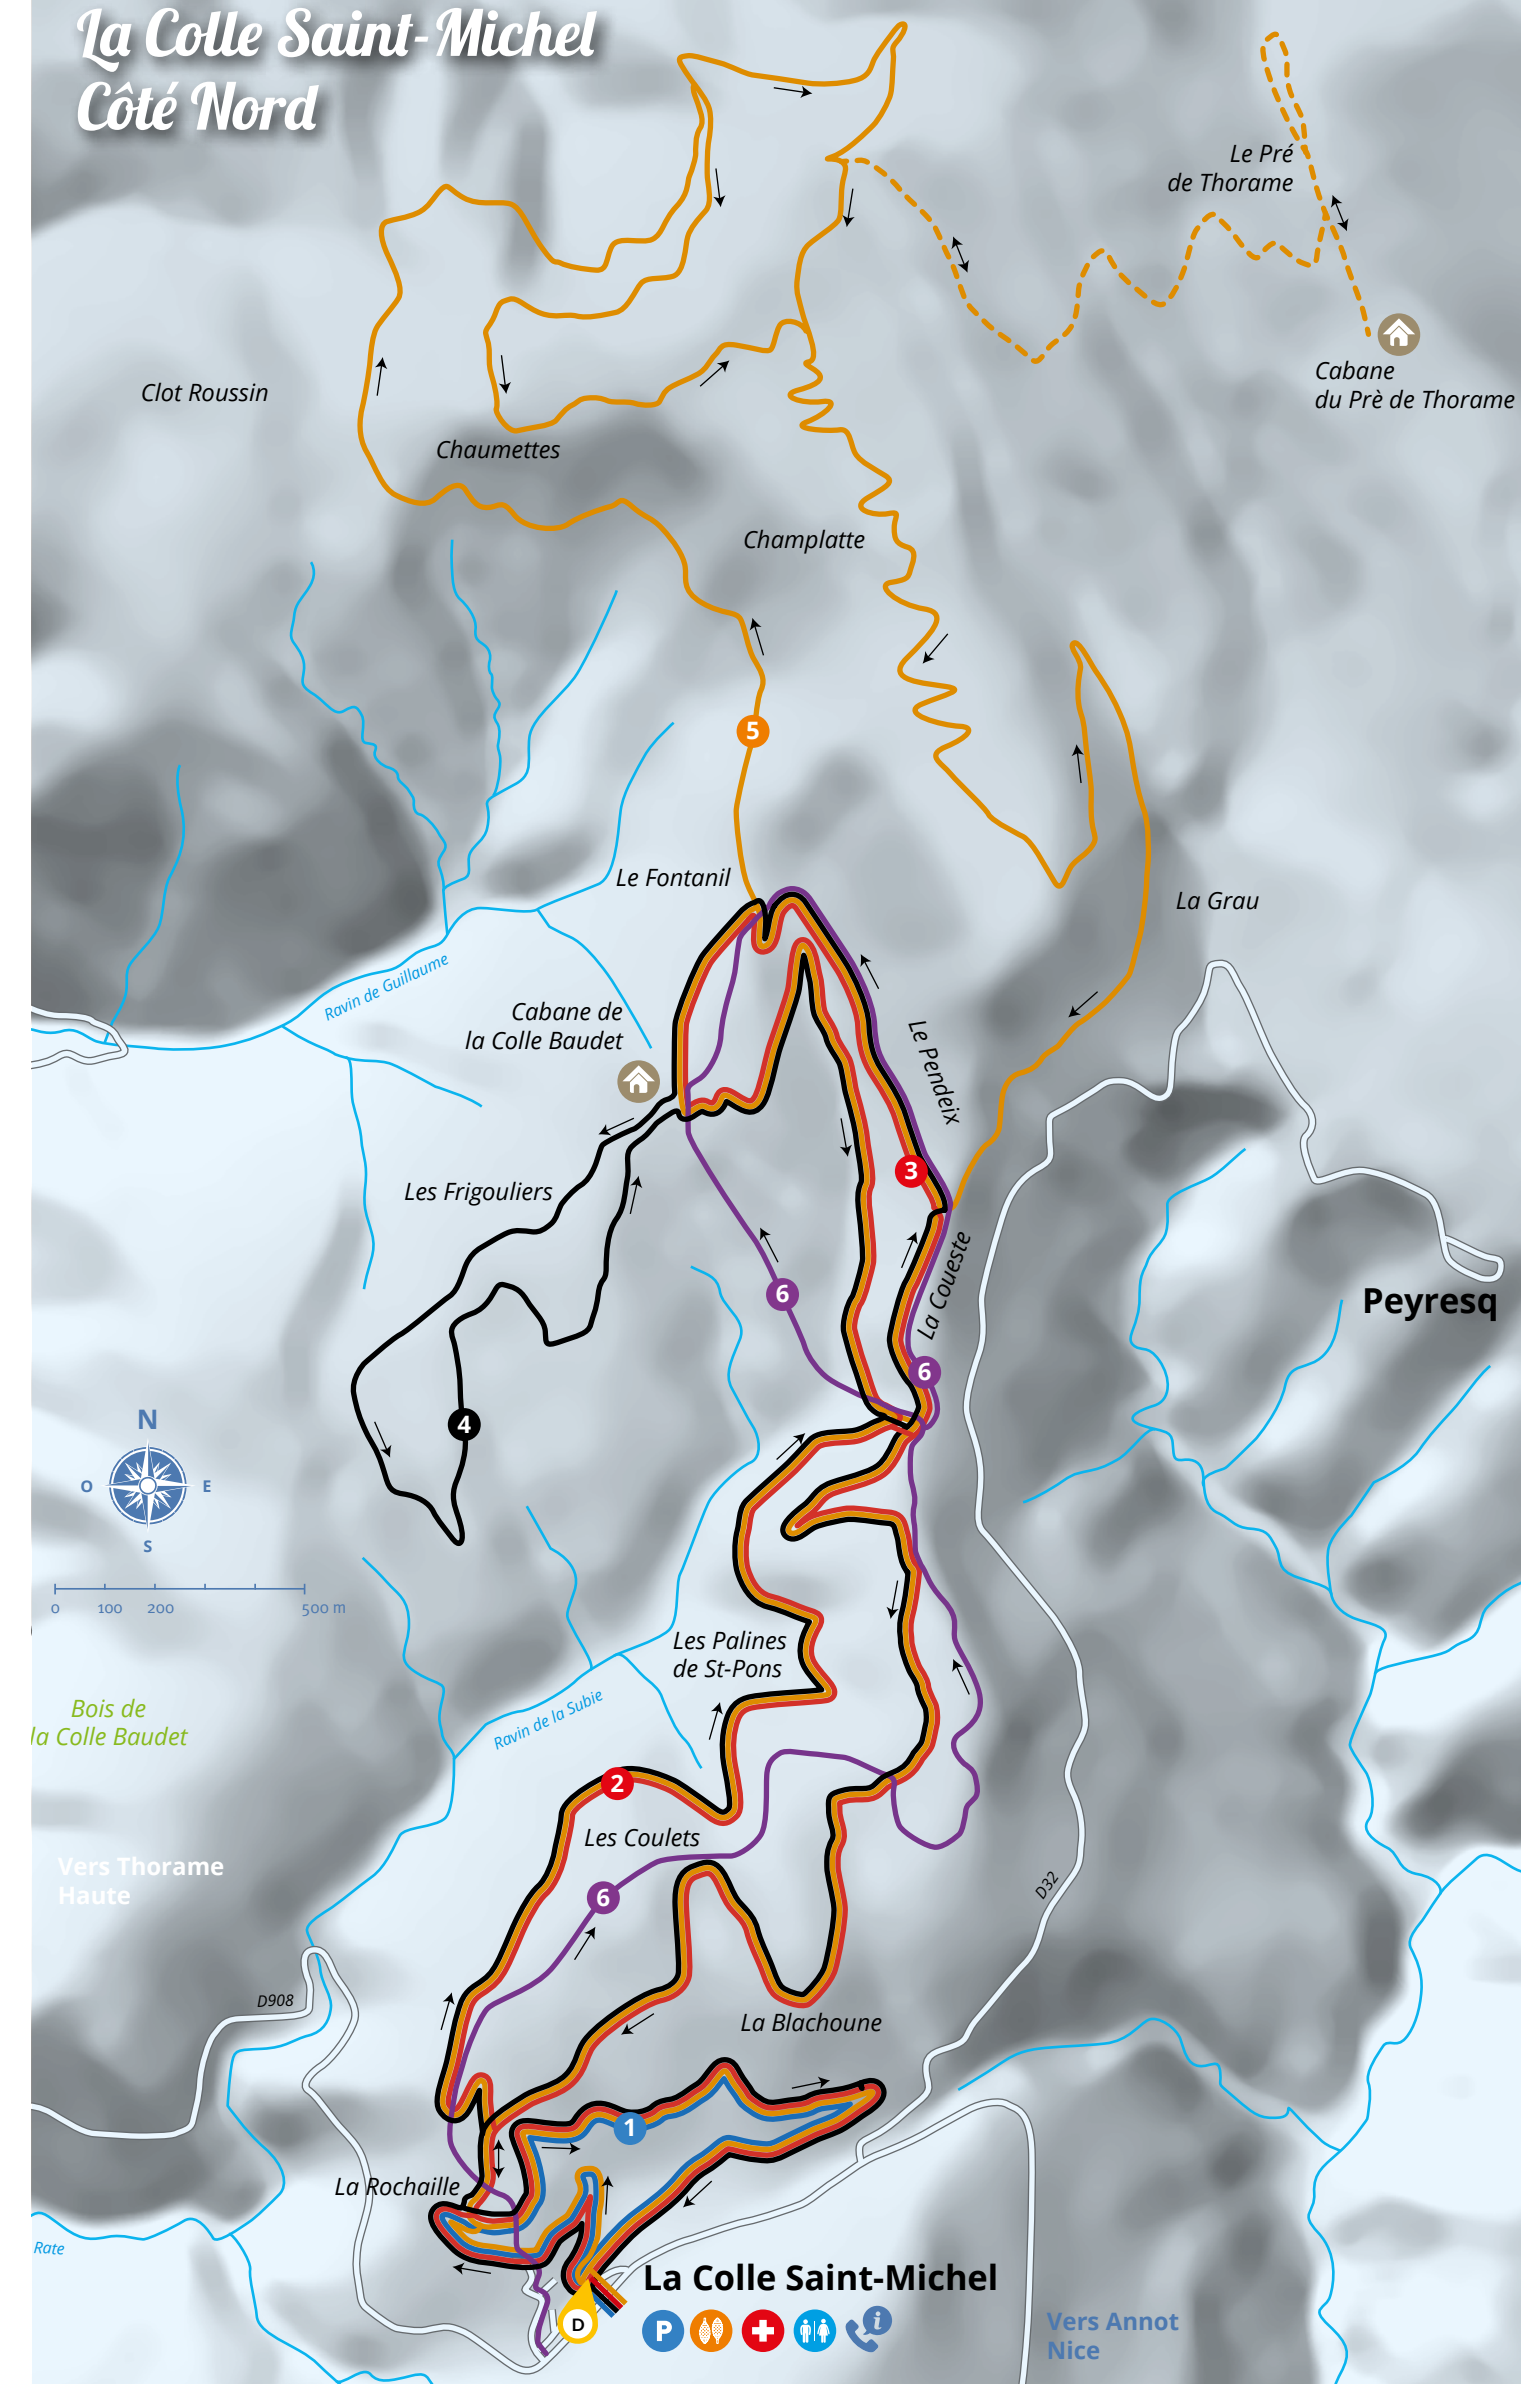 La Colle Saint-Michel
Côté Nord
Le Pré
de Thorame
Cabane
du Prè de Thorame
Clot Roussin
Chaumettes
Champlatte
5
Le Fontanil
La Grau
Ravin de Guillaume
Cabane de
la Colle Baudet
Le Pendeix
3
Les Frigouliers
La Coueste
6
Peyresq
6
4
N
O
E
S
0
100
200
500 m
Les Palines
de St-Pons
Bois de
la Colle Baudet
Ravin de la Subie
2
Les Coulets
Vers Thorame
Haute
6
D32
D908
La Blachoune
1
La Rochaille
Rate
La Colle Saint-Michel
D
P
i
Vers Annot
Nice